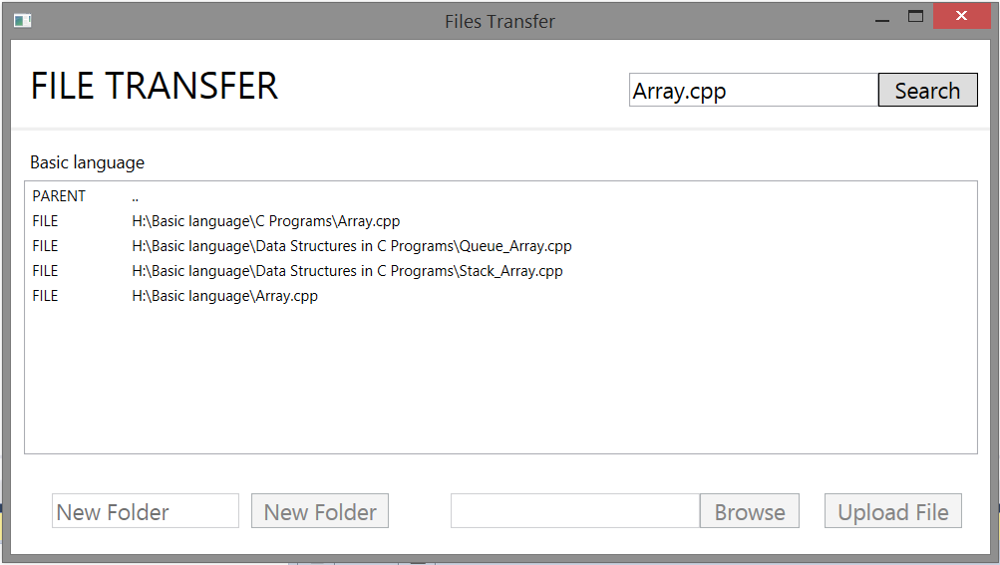 Files Transfer
FILE TRANSFER
Array.cpp Search
Basic language
PARENT ..
FILE H:\Basic language\C Programs\Array.cpp
FILE H:\Basic language\Data Structures in C Programs\Queue_Array.cpp
FILE H:\Basic language\Data Structures in C Programs\Stack_Array.cpp
FILE H:\Basic language\Array.cpp
New Folder New Folder Browse Upload File